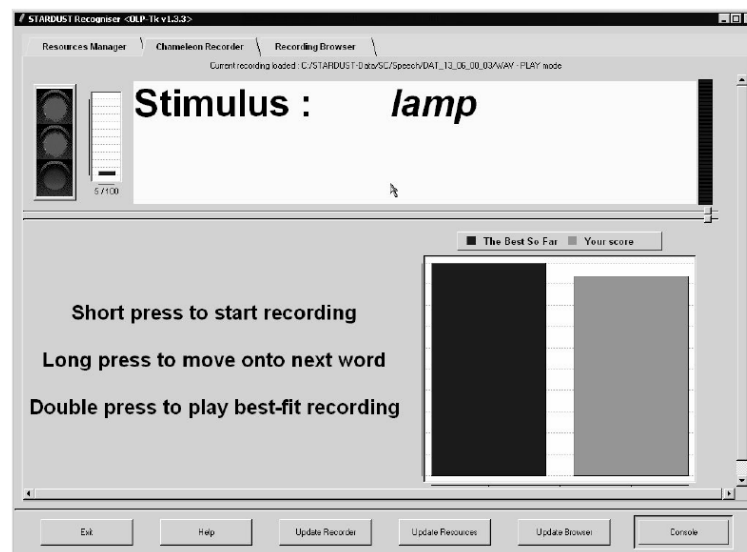 STARDUST Recogniser <OLP-Tk v1.3.3>
Resources Manager Chameleon Recorder Recording Browser
Current recording loaded : C:/STARDUST-Data/SC/Speech/DAT_13_06_00_03/WAV - PLAY mode
Stimulus : lamp
5 / 100
The Best So Far Your score
Short press to start recording
Long press to move onto next word
Double press to play best-fit recording
Exit Help Update Recorder Update Resources Update Browser Console